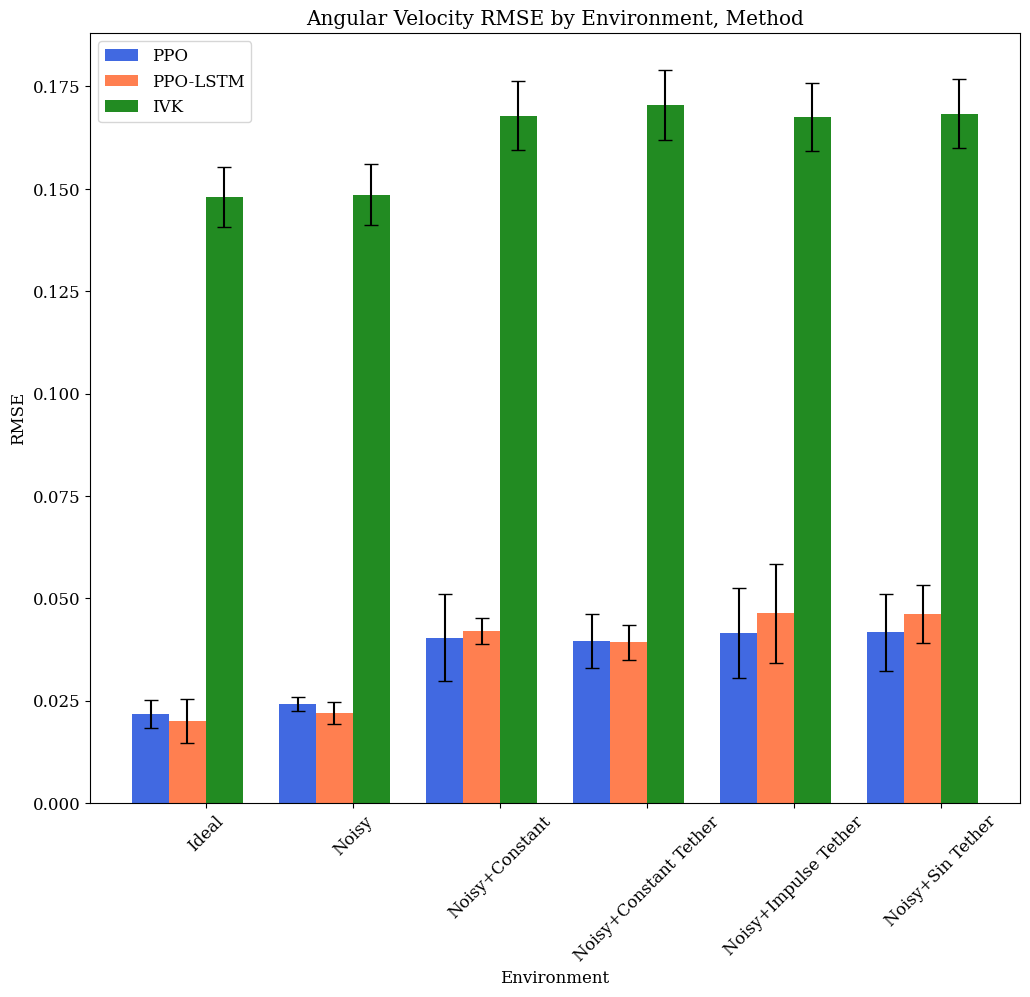 Angular Velocity RMSE by Environment, Method
PPO
PPO-LSTM
IVK
0.175
0.150
0.125
0.100
0.075
0.050
0.025
0.000
RMSE
Ideal
Noisy
Noisy+Constant
Noisy+Constant Tether
Noisy+Impulse Tether
Noisy+Sin Tether
Environment